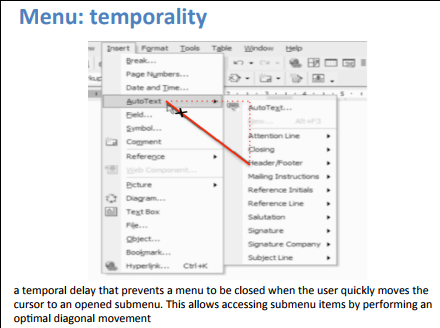 Menu: temporality
Insert Format Tools Table Window Help
Break...
Page Numbers...
Date and Time...
AutoText
Field...
Symbol...
Comment
Reference
Web Component...
Picture
Diagram...
Text Box
File...
Object...
Bookmark...
Hyperlink... Ctrl+K
AutoText...
New... Alt+F3
Attention Line
Closing
Header/Footer
Mailing Instructions
Reference Initials
Reference Line
Salutation
Signature
Signature Company
Subject Line
a temporal delay that prevents a menu to be closed when the user quickly moves the
cursor to an opened submenu. This allows accessing submenu items by performing an
optimal diagonal movement